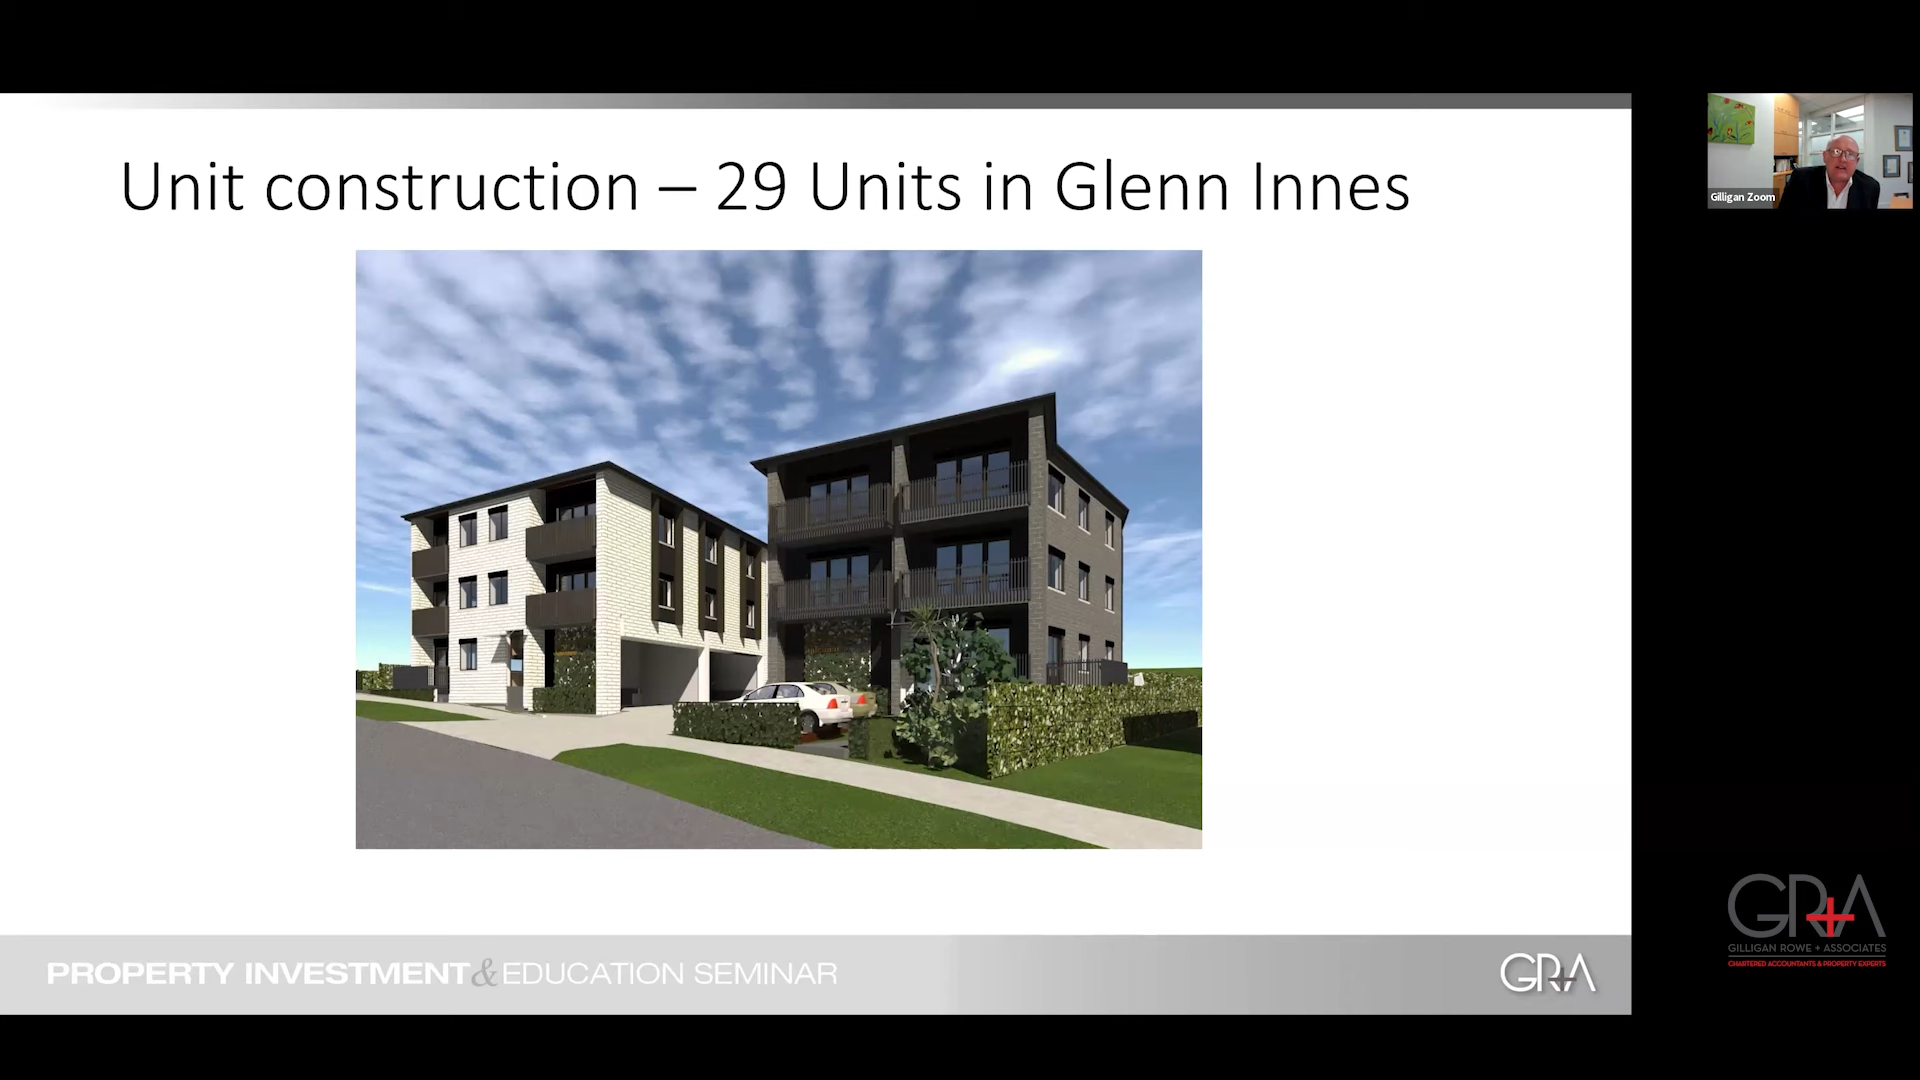 Unit construction – 29 Units in Glenn Innes
Gilligan Zoom
PROPERTY INVESTMENT & EDUCATION SEMINAR
GRA
GRA
GILLIGAN ROWE + ASSOCIATES
CHARTERED ACCOUNTANTS & PROPERTY EXPERTS